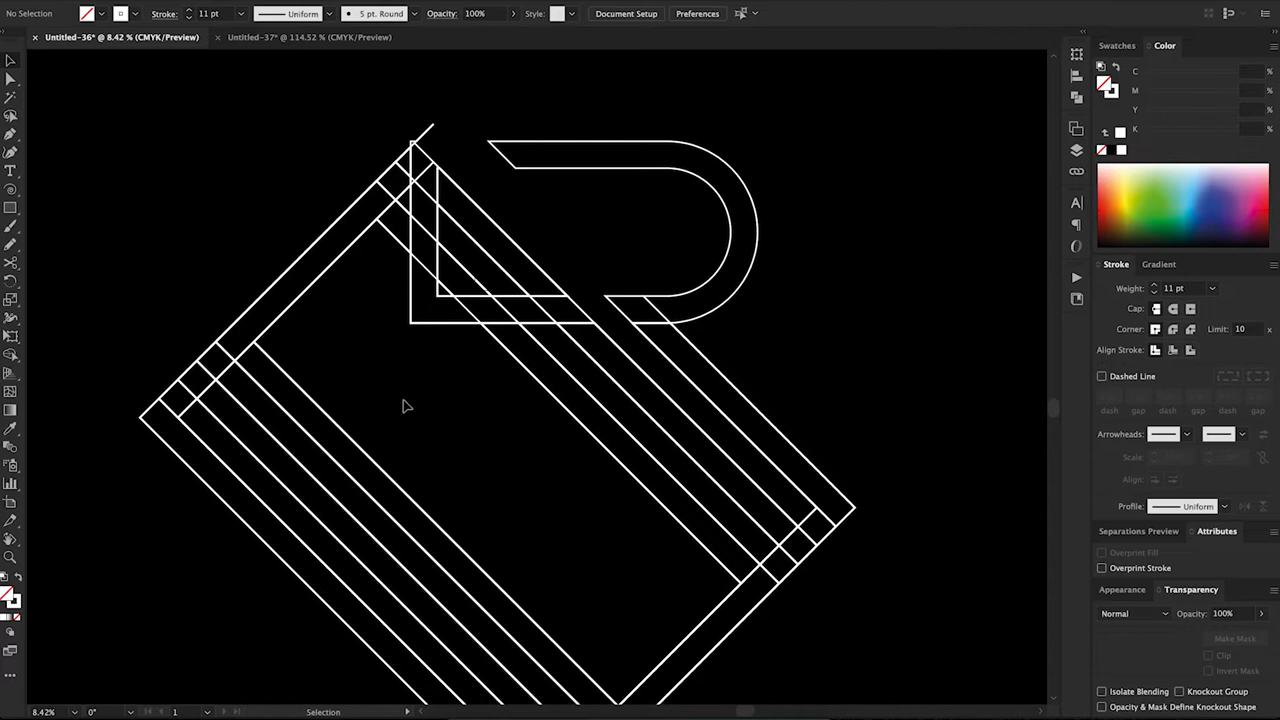 No Selection Stroke: 11 pt Uniform 5 pt. Round Opacity: 100% Style: Document Setup Preferences
Untitled-36* @ 8.42 % (CMYK/Preview) Untitled-37* @ 114.52 % (CMYK/Preview)
Swatches Color
C %
M %
Y %
K %
Stroke Gradient
Weight: 11 pt
Cap:
Corner: Limit: 10 x
Align Stroke:
Dashed Line
dash gap dash gap dash gap
Arrowheads:
Scale:
Align:
Profile: Uniform
Separations Preview Attributes
Overprint Fill
Overprint Stroke
Appearance Transparency
Normal Opacity: 100%
Make Mask
Clip
Invert Mask
Isolate Blending Knockout Group
Opacity & Mask Define Knockout Shape
8.42% 0° 1 Selection